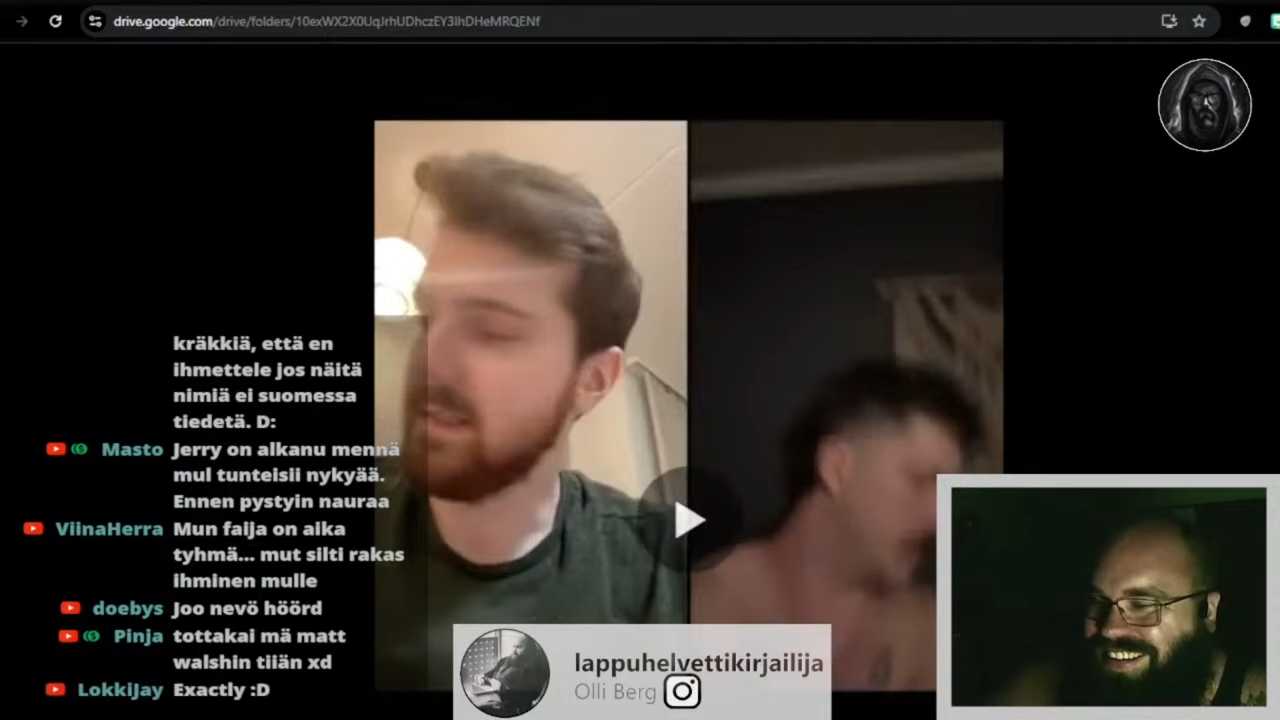 drive.google.com/drive/folders/10exWX2X0UqJrhUDhczEY3IhDHeMRQENf
kräkkiä, että en
ihmettele jos näitä
nimiä ei suomessa
tiedetä. D:
Masto Jerry on alkanu mennä
mul tunteisii nykyää.
Ennen pystyin nauraa
ViinaHerra Mun faija on aika
tyhmä... mut silti rakas
ihminen mulle
doebys Joo nevö höörd
Pinja tottakai mä matt
walshin tiiän xd
LokkiJay Exactly :D
lappuhelvettikirjailija
Olli Berg